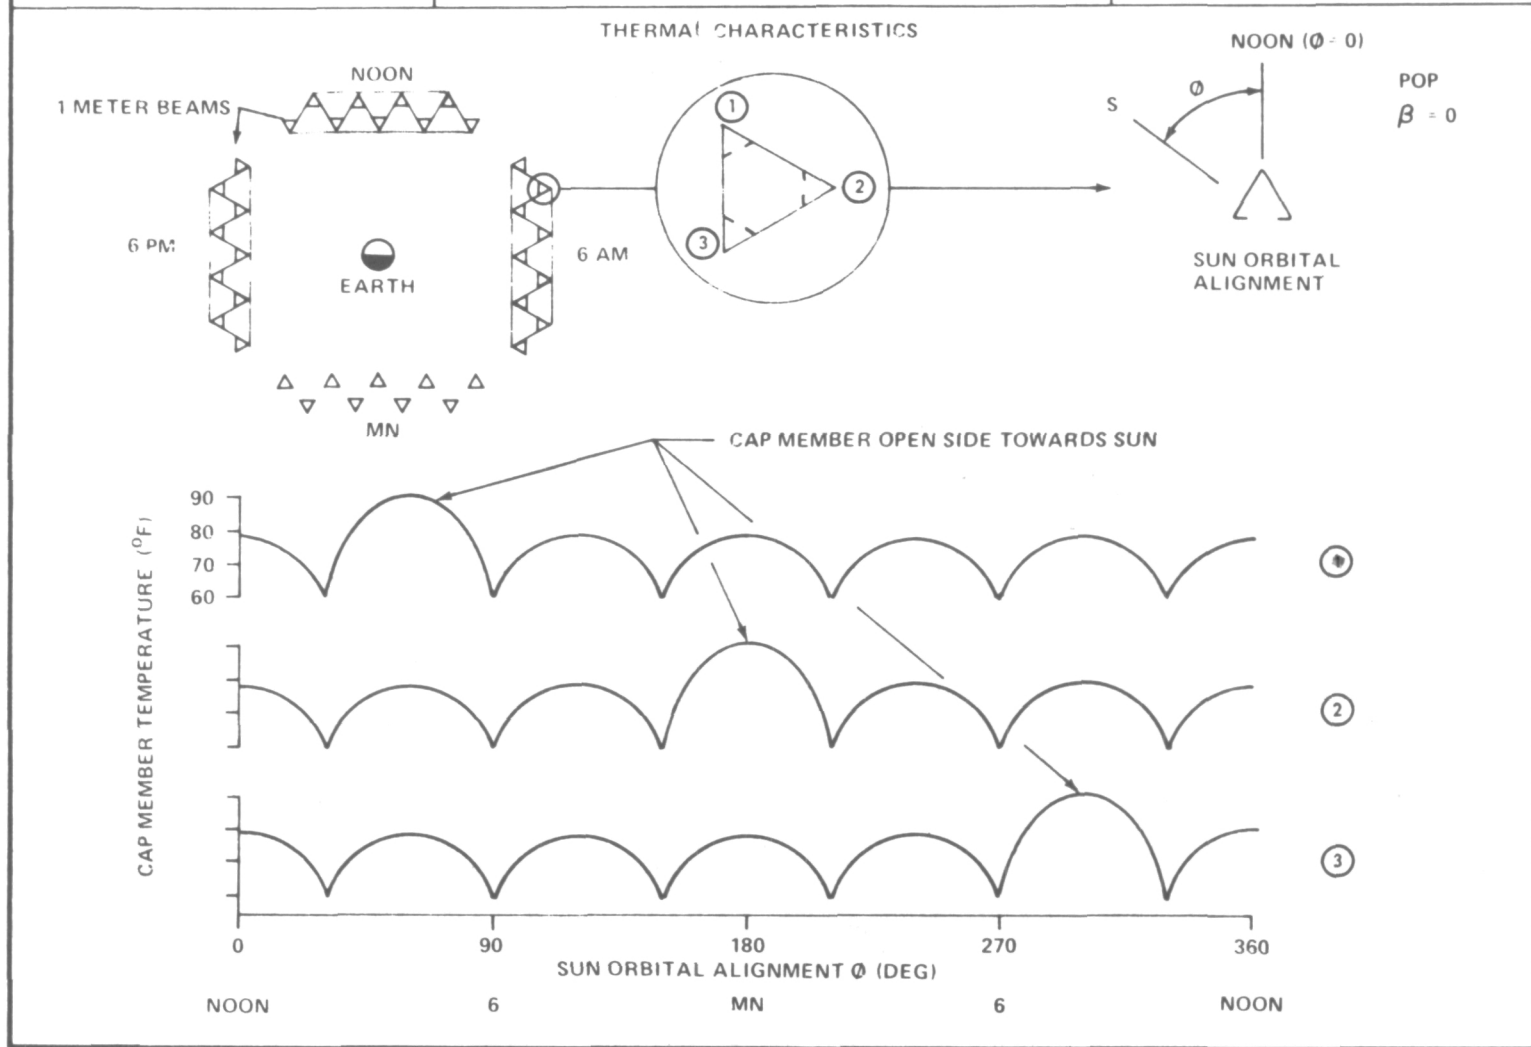 THERMAL CHARACTERISTICS
NOON
1 METER BEAMS
6 PM
EARTH
6 AM
MN
1
2
3
NOON (Ø = 0)
Ø
S
POP
β = 0
SUN ORBITAL
ALIGNMENT
CAP MEMBER OPEN SIDE TOWARDS SUN
CAP MEMBER TEMPERATURE (°F)
90
80
70
60
2
3
0
90
180
270
360
SUN ORBITAL ALIGNMENT Ø (DEG)
NOON
6
MN
6
NOON